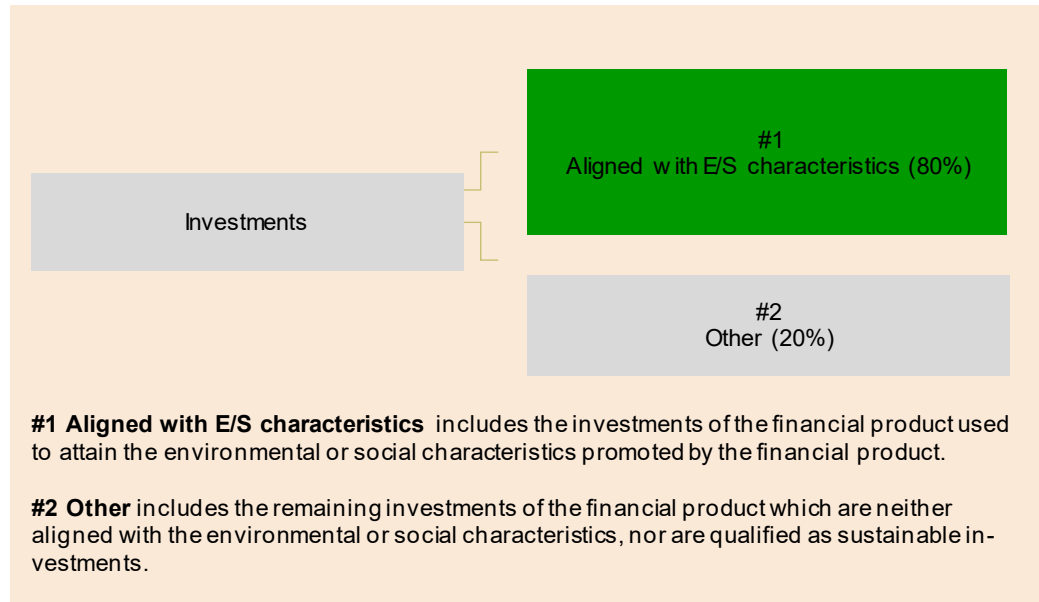 #1
Aligned with E/S characteristics (80%)
Investments
#2
Other (20%)
#1 Aligned with E/S characteristics includes the investments of the financial product used
to attain the environmental or social characteristics promoted by the financial product.
#2 Other includes the remaining investments of the financial product which are neither
aligned with the environmental or social characteristics, nor are qualified as sustainable in-
vestments.